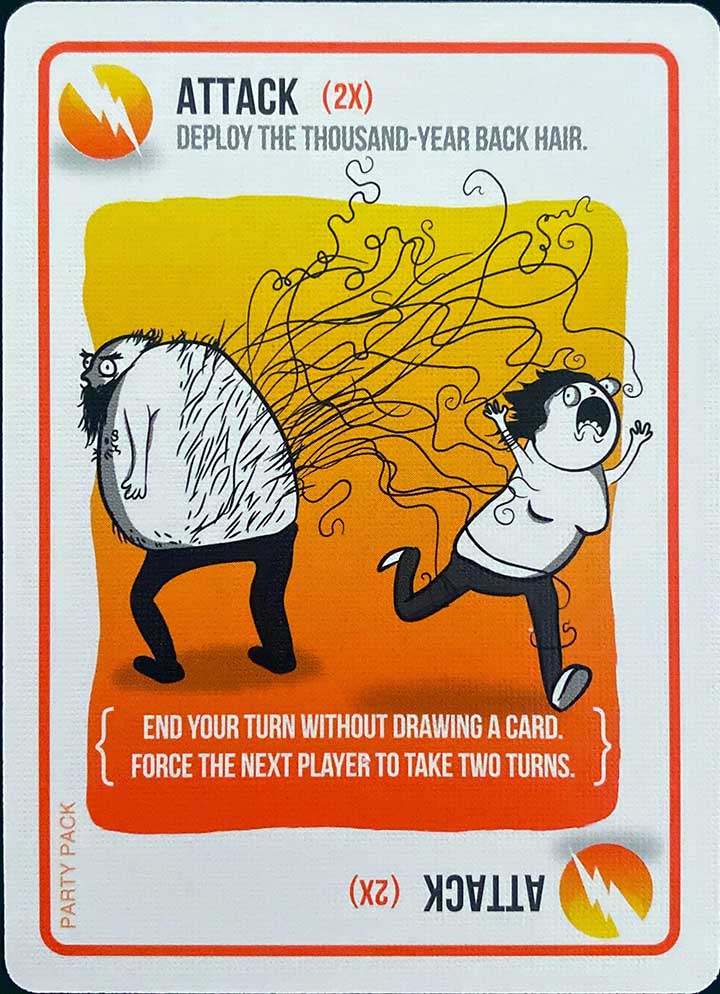 ATTACK (2X)
DEPLOY THE THOUSAND-YEAR BACK HAIR.
END YOUR TURN WITHOUT DRAWING A CARD.
FORCE THE NEXT PLAYER TO TAKE TWO TURNS.
PARTY PACK
ATTACK (2X)